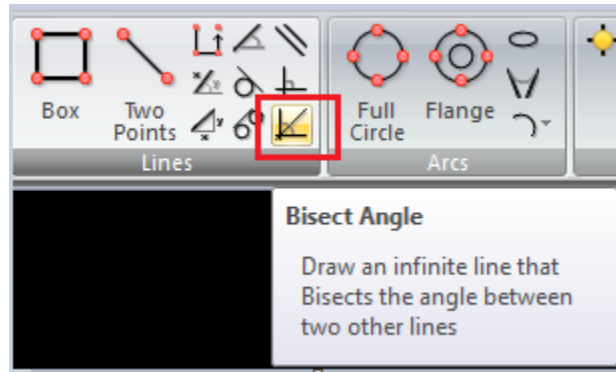 Box
Two
Points
Full
Circle
Flange
Lines
Arcs
Bisect Angle
Draw an infinite line that
Bisects the angle between
two other lines